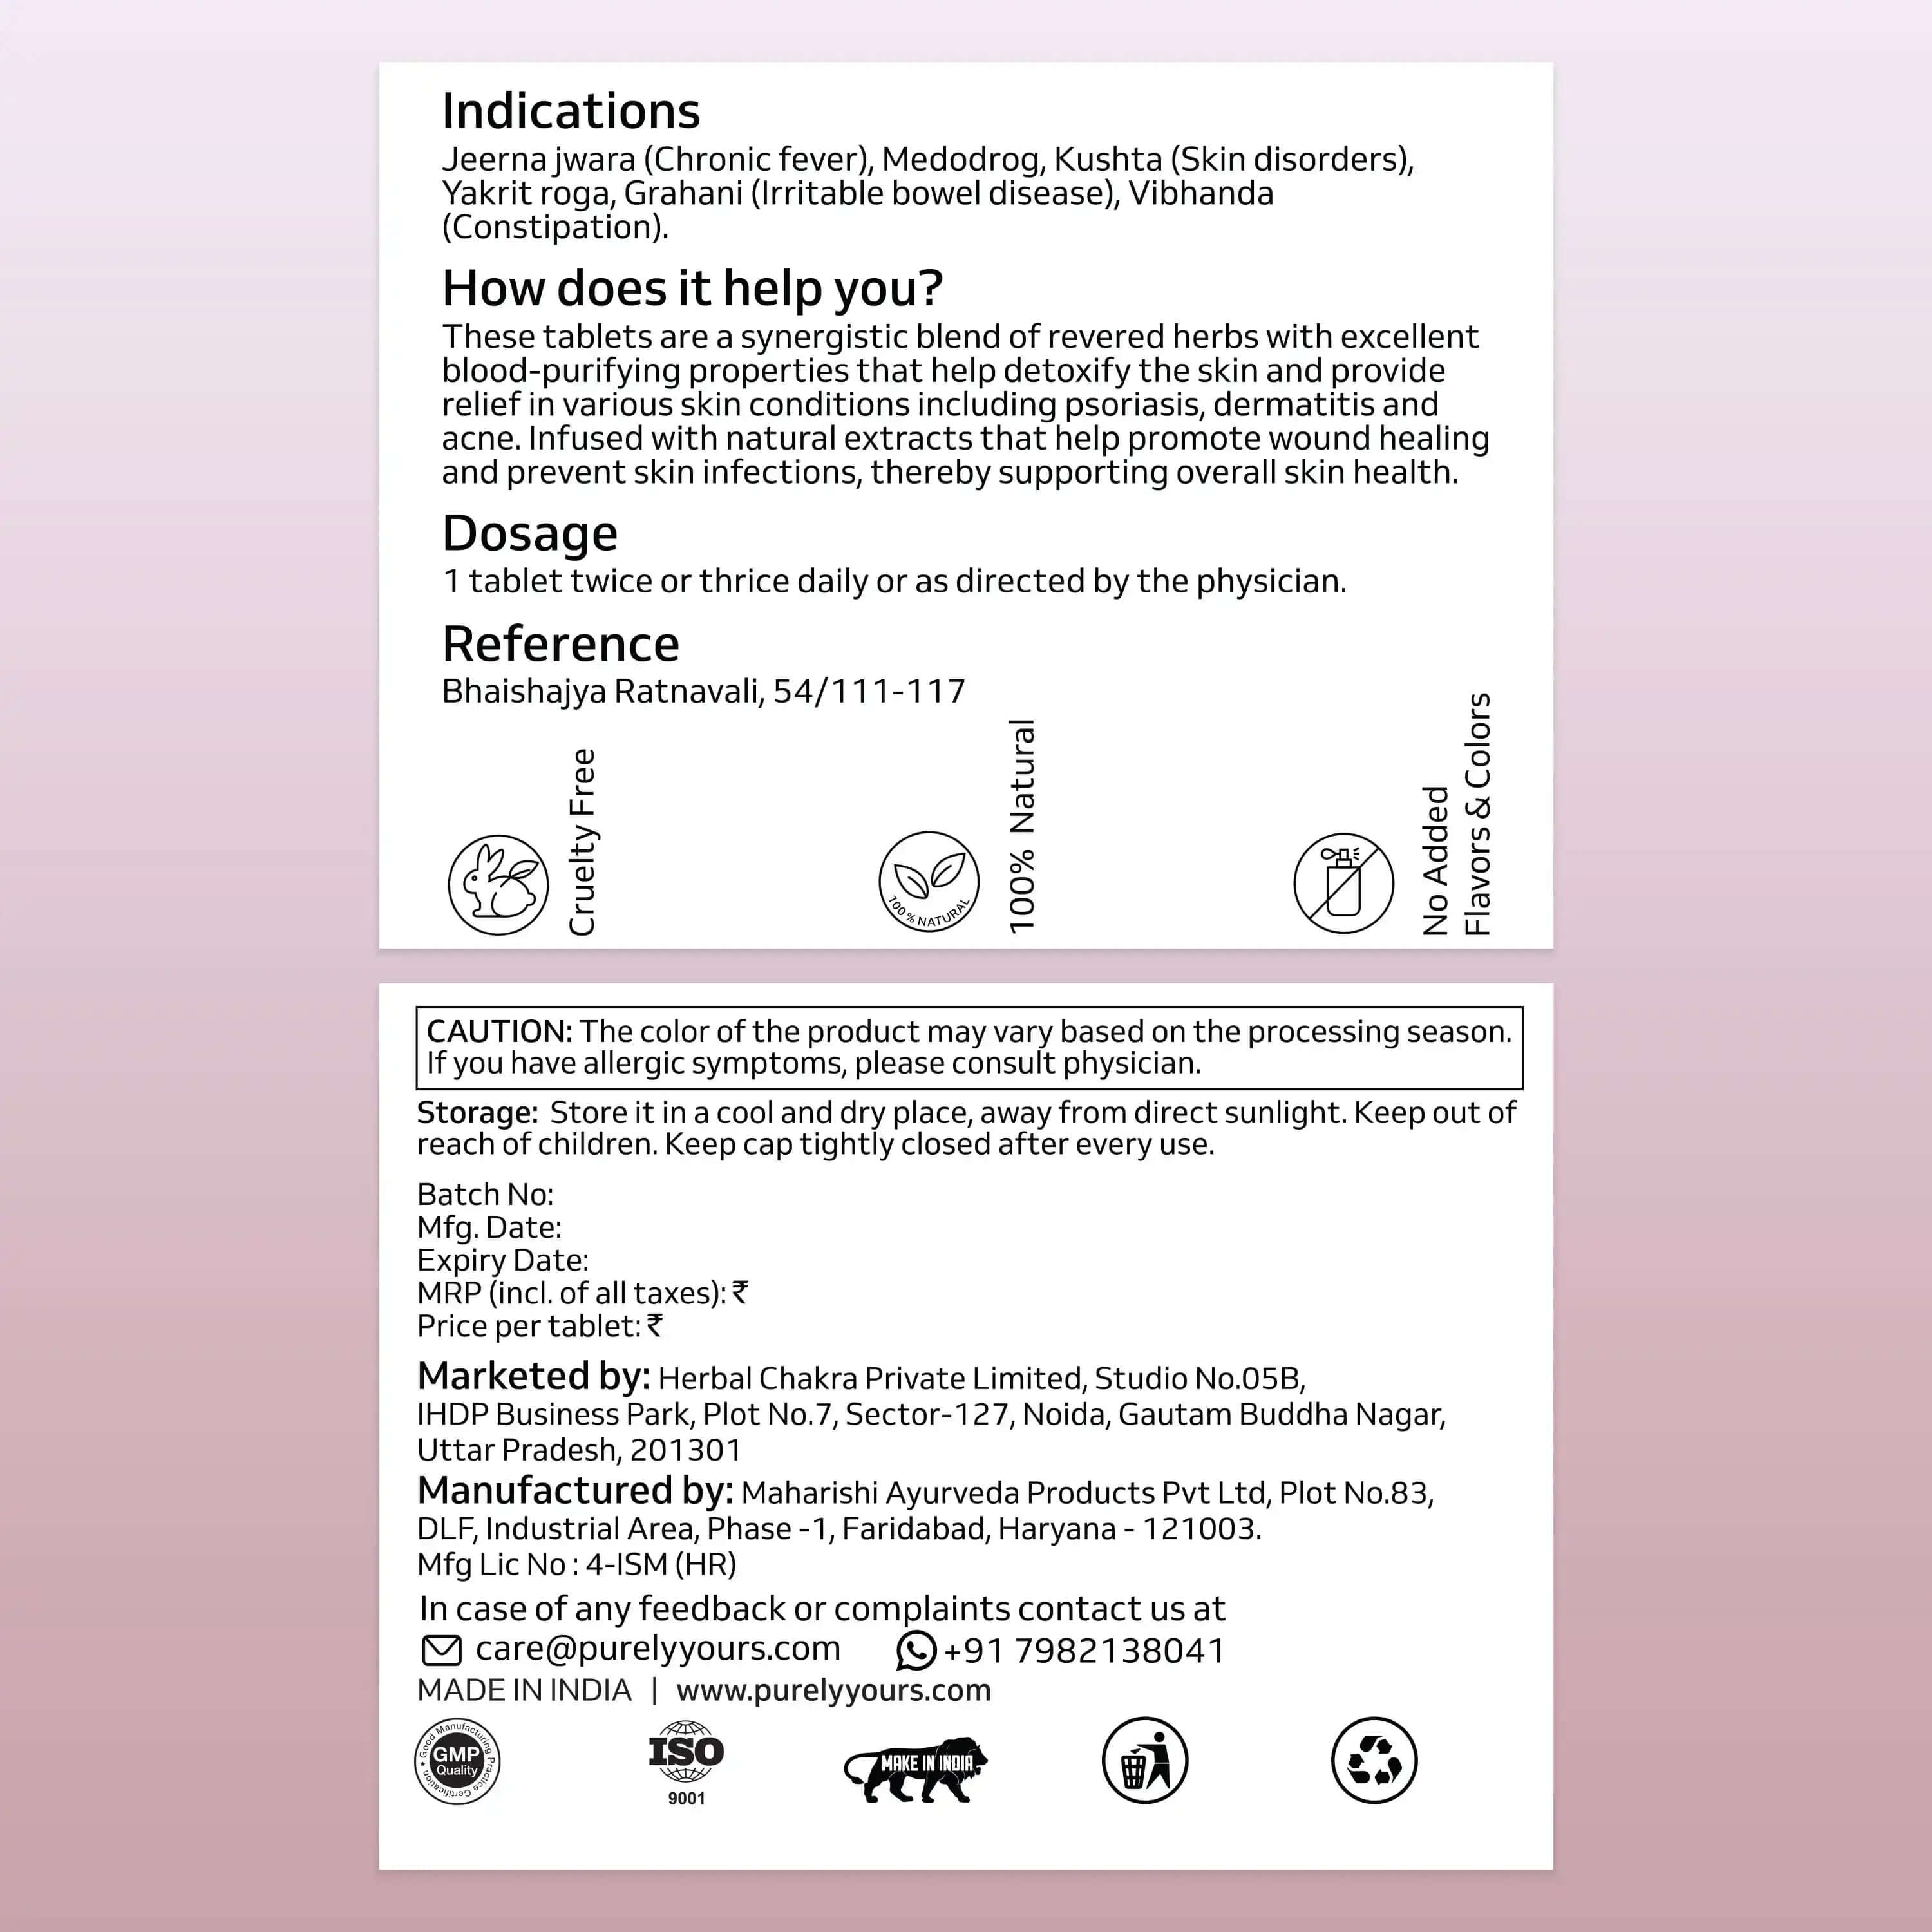 Indications
Jeerna jwara (Chronic fever), Medodrog, Kushta (Skin disorders),
Yakrit roga, Grahani (Irritable bowel disease), Vibhanda
(Constipation).
How does it help you?
These tablets are a synergistic blend of revered herbs with excellent
blood-purifying properties that help detoxify the skin and provide
relief in various skin conditions including psoriasis, dermatitis and
acne. Infused with natural extracts that help promote wound healing
and prevent skin infections, thereby supporting overall skin health.
Dosage
1 tablet twice or thrice daily or as directed by the physician.
Reference
Bhaishajya Ratnavali, 54/111-117
Cruelty Free
100% NATURAL
100% Natural
No Added
Flavors & Colors
CAUTION: The color of the product may vary based on the processing season.
If you have allergic symptoms, please consult physician.
Storage: Store it in a cool and dry place, away from direct sunlight. Keep out of
reach of children. Keep cap tightly closed after every use.
Batch No:
Mfg. Date:
Expiry Date:
MRP (incl. of all taxes): ₹
Price per tablet: ₹
Marketed by: Herbal Chakra Private Limited, Studio No.05B,
IHDP Business Park, Plot No.7, Sector-127, Noida, Gautam Buddha Nagar,
Uttar Pradesh, 201301
Manufactured by: Maharishi Ayurveda Products Pvt Ltd, Plot No.83,
DLF, Industrial Area, Phase -1, Faridabad, Haryana - 121003.
Mfg Lic No : 4-ISM (HR)
In case of any feedback or complaints contact us at
care@purelyyours.com +91 7982138041
MADE IN INDIA | www.purelyyours.com
Good Manufacturing Practice Certification
GMP
Quality
ISO
9001
MAKE IN INDIA